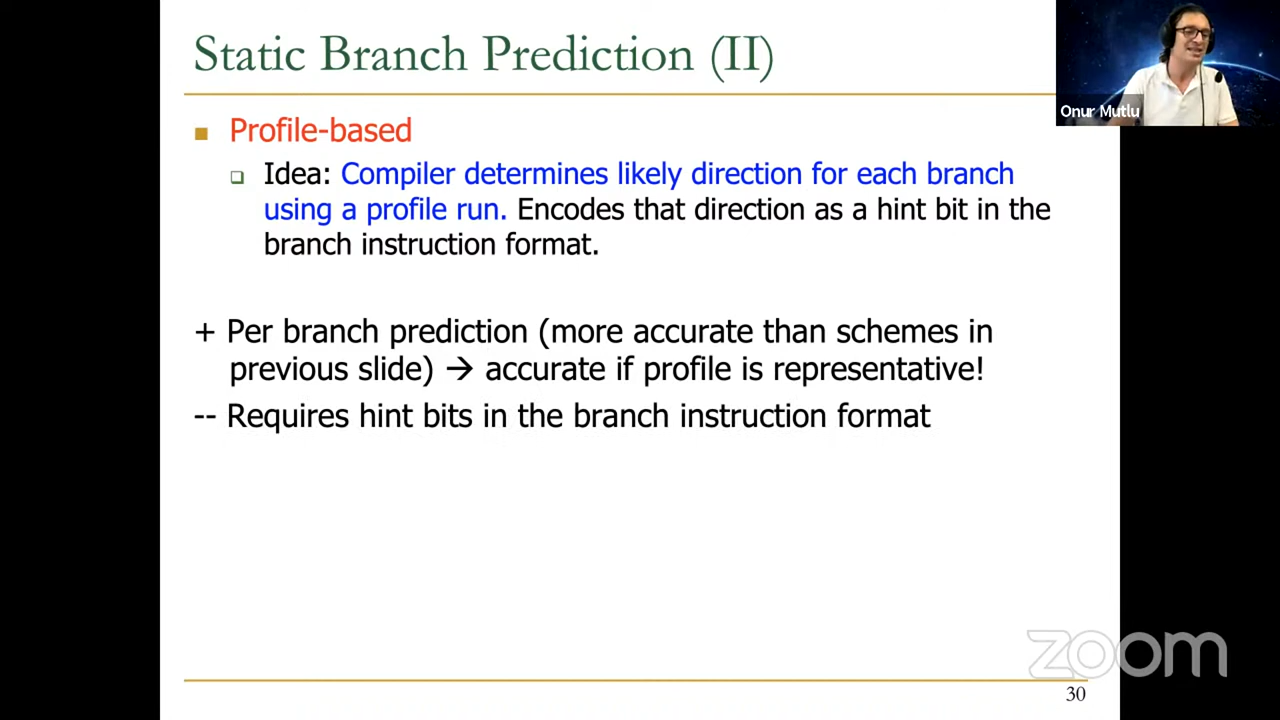 Static Branch Prediction (II)
Onur Mutlu
Profile-based
Idea: Compiler determines likely direction for each branch
using a profile run. Encodes that direction as a hint bit in the
branch instruction format.
+ Per branch prediction (more accurate than schemes in
previous slide) → accurate if profile is representative!
-- Requires hint bits in the branch instruction format
zoom
30